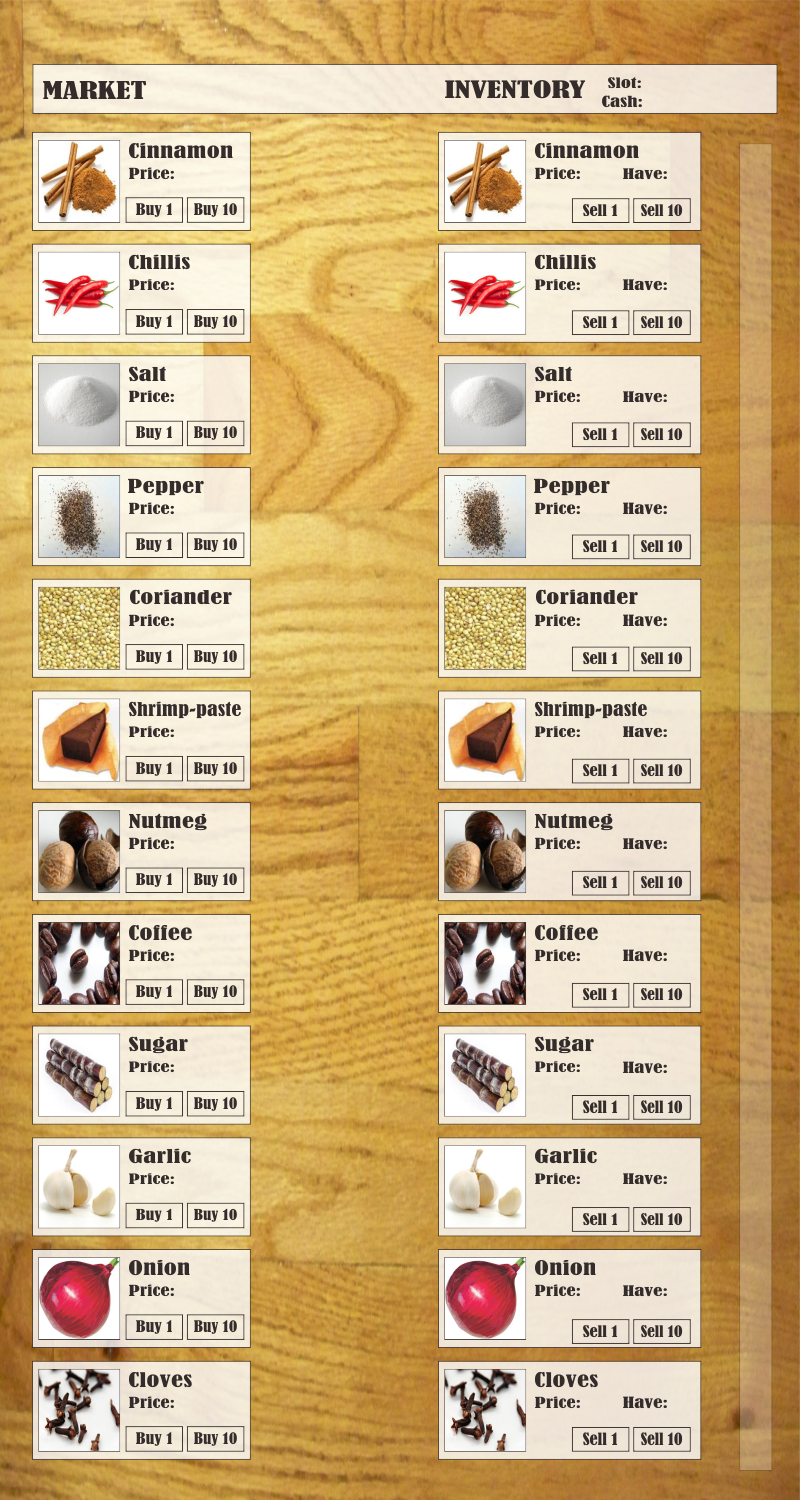 MARKET
INVENTORY
Slot:
Cash:
Cinnamon
Price:
Buy 1 Buy 10
Cinnamon
Price: Have:
Sell 1 Sell 10
Chillis
Price:
Buy 1 Buy 10
Chillis
Price: Have:
Sell 1 Sell 10
Salt
Price:
Buy 1 Buy 10
Salt
Price: Have:
Sell 1 Sell 10
Pepper
Price:
Buy 1 Buy 10
Pepper
Price: Have:
Sell 1 Sell 10
Coriander
Price:
Buy 1 Buy 10
Coriander
Price: Have:
Sell 1 Sell 10
Shrimp-paste
Price:
Buy 1 Buy 10
Shrimp-paste
Price: Have:
Sell 1 Sell 10
Nutmeg
Price:
Buy 1 Buy 10
Nutmeg
Price: Have:
Sell 1 Sell 10
Coffee
Price:
Buy 1 Buy 10
Coffee
Price: Have:
Sell 1 Sell 10
Sugar
Price:
Buy 1 Buy 10
Sugar
Price: Have:
Sell 1 Sell 10
Garlic
Price:
Buy 1 Buy 10
Garlic
Price: Have:
Sell 1 Sell 10
Onion
Price:
Buy 1 Buy 10
Onion
Price: Have:
Sell 1 Sell 10
Cloves
Price:
Buy 1 Buy 10
Cloves
Price: Have:
Sell 1 Sell 10